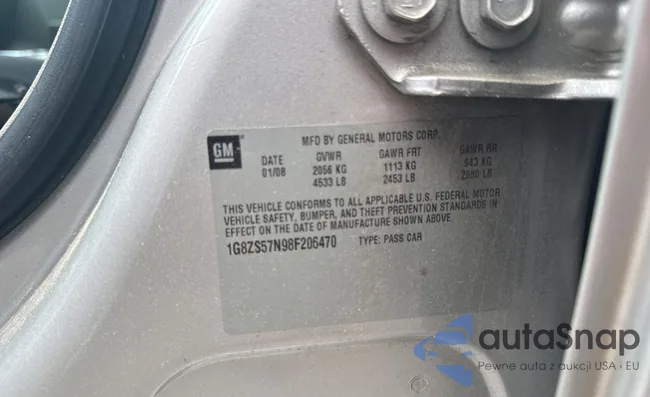 GM
MFD BY GENERAL MOTORS CORP.
DATE GVWR GAWR FRT GAWR RR
01/08 2056 KG 1113 KG 943 KG
4533 LB 2453 LB 2080 LB
THIS VEHICLE CONFORMS TO ALL APPLICABLE U.S. FEDERAL MOTOR
VEHICLE SAFETY, BUMPER, AND THEFT PREVENTION STANDARDS IN
EFFECT ON THE DATE OF MANUFACTURE SHOWN ABOVE.
1G8ZS57N98F206470 TYPE: PASS CAR
autaSnap
Pewne auta z aukcji USA i EU